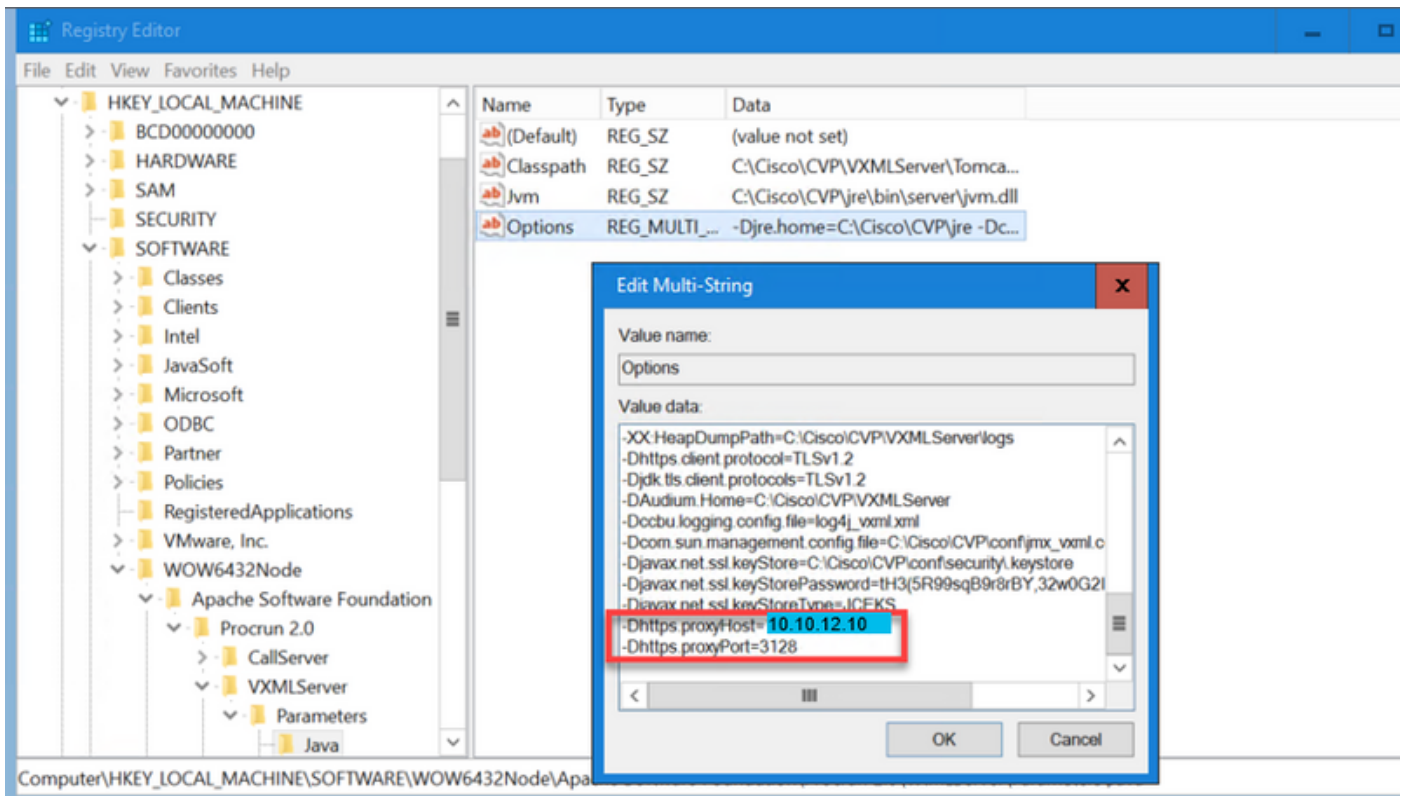 Registry Editor
File Edit View Favorites Help
HKEY_LOCAL_MACHINE
BCD00000000
HARDWARE
SAM
SECURITY
SOFTWARE
Classes
Clients
Intel
JavaSoft
Microsoft
ODBC
Partner
Policies
RegisteredApplications
VMware, Inc.
WOW6432Node
Apache Software Foundation
Procrun 2.0
CallServer
VXMLServer
Parameters
Java
Name Type Data
(Default) REG_SZ (value not set)
Classpath REG_SZ C:\Cisco\CVP\VXMLServer\Tomca...
Jvm REG_SZ C:\Cisco\CVP\jre\bin\server\jvm.dll
Options REG_MULTI_... -Djre.home=C:\Cisco\CVP\jre -Dc...
Edit Multi-String
Value name:
Options
Value data:
-XX:HeapDumpPath=C:\Cisco\CVP\VXMLServer\logs
-Dhttps.client.protocol=TLSv1.2
-Djdk.tls.client.protocols=TLSv1.2
-DAudium.Home=C:\Cisco\CVP\VXMLServer
-Dccbu.logging.config.file=log4j_vxml.xml
-Dcom.sun.management.config.file=C:\Cisco\CVP\conf\jmx_vxml.c
-Djavax.net.ssl.keyStore=C:\Cisco\CVP\conf\security\.keystore
-Djavax.net.ssl.keyStorePassword=tH3(5R99sqB9r8rBY,32w0G2I
-Djavax.net.ssl.keyStoreType=JCEKS
-Dhttps.proxyHost= 10.10.12.10
-Dhttps.proxyPort=3128
OK Cancel
Computer\HKEY_LOCAL_MACHINE\SOFTWARE\WOW6432Node\Apa